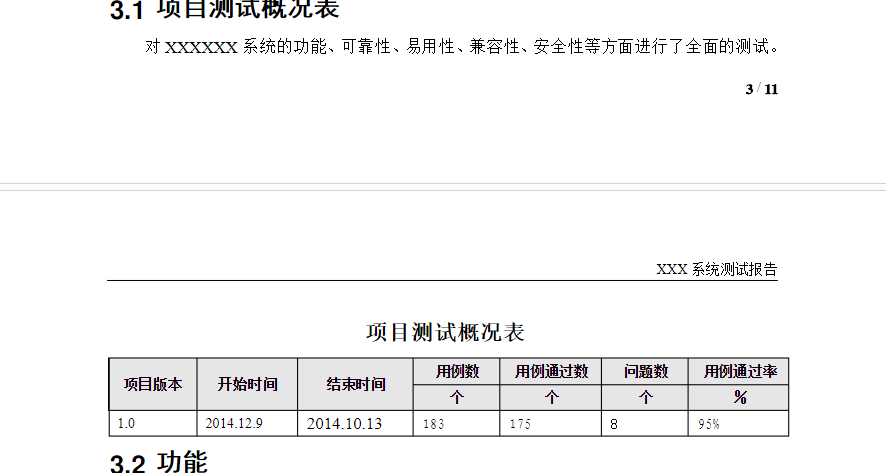 3.1 项目测试概况表
对 XXXXXX 系统的功能、可靠性、易用性、兼容性、安全性等方面进行了全面的测试。
3 / 11
XXX 系统测试报告
项目测试概况表
项目版本 开始时间 结束时间 用例数 用例通过数 问题数 用例通过率
个 个 个 %
1.0 2014.12.9 2014.10.13 183 175 8 95%
3.2 功能